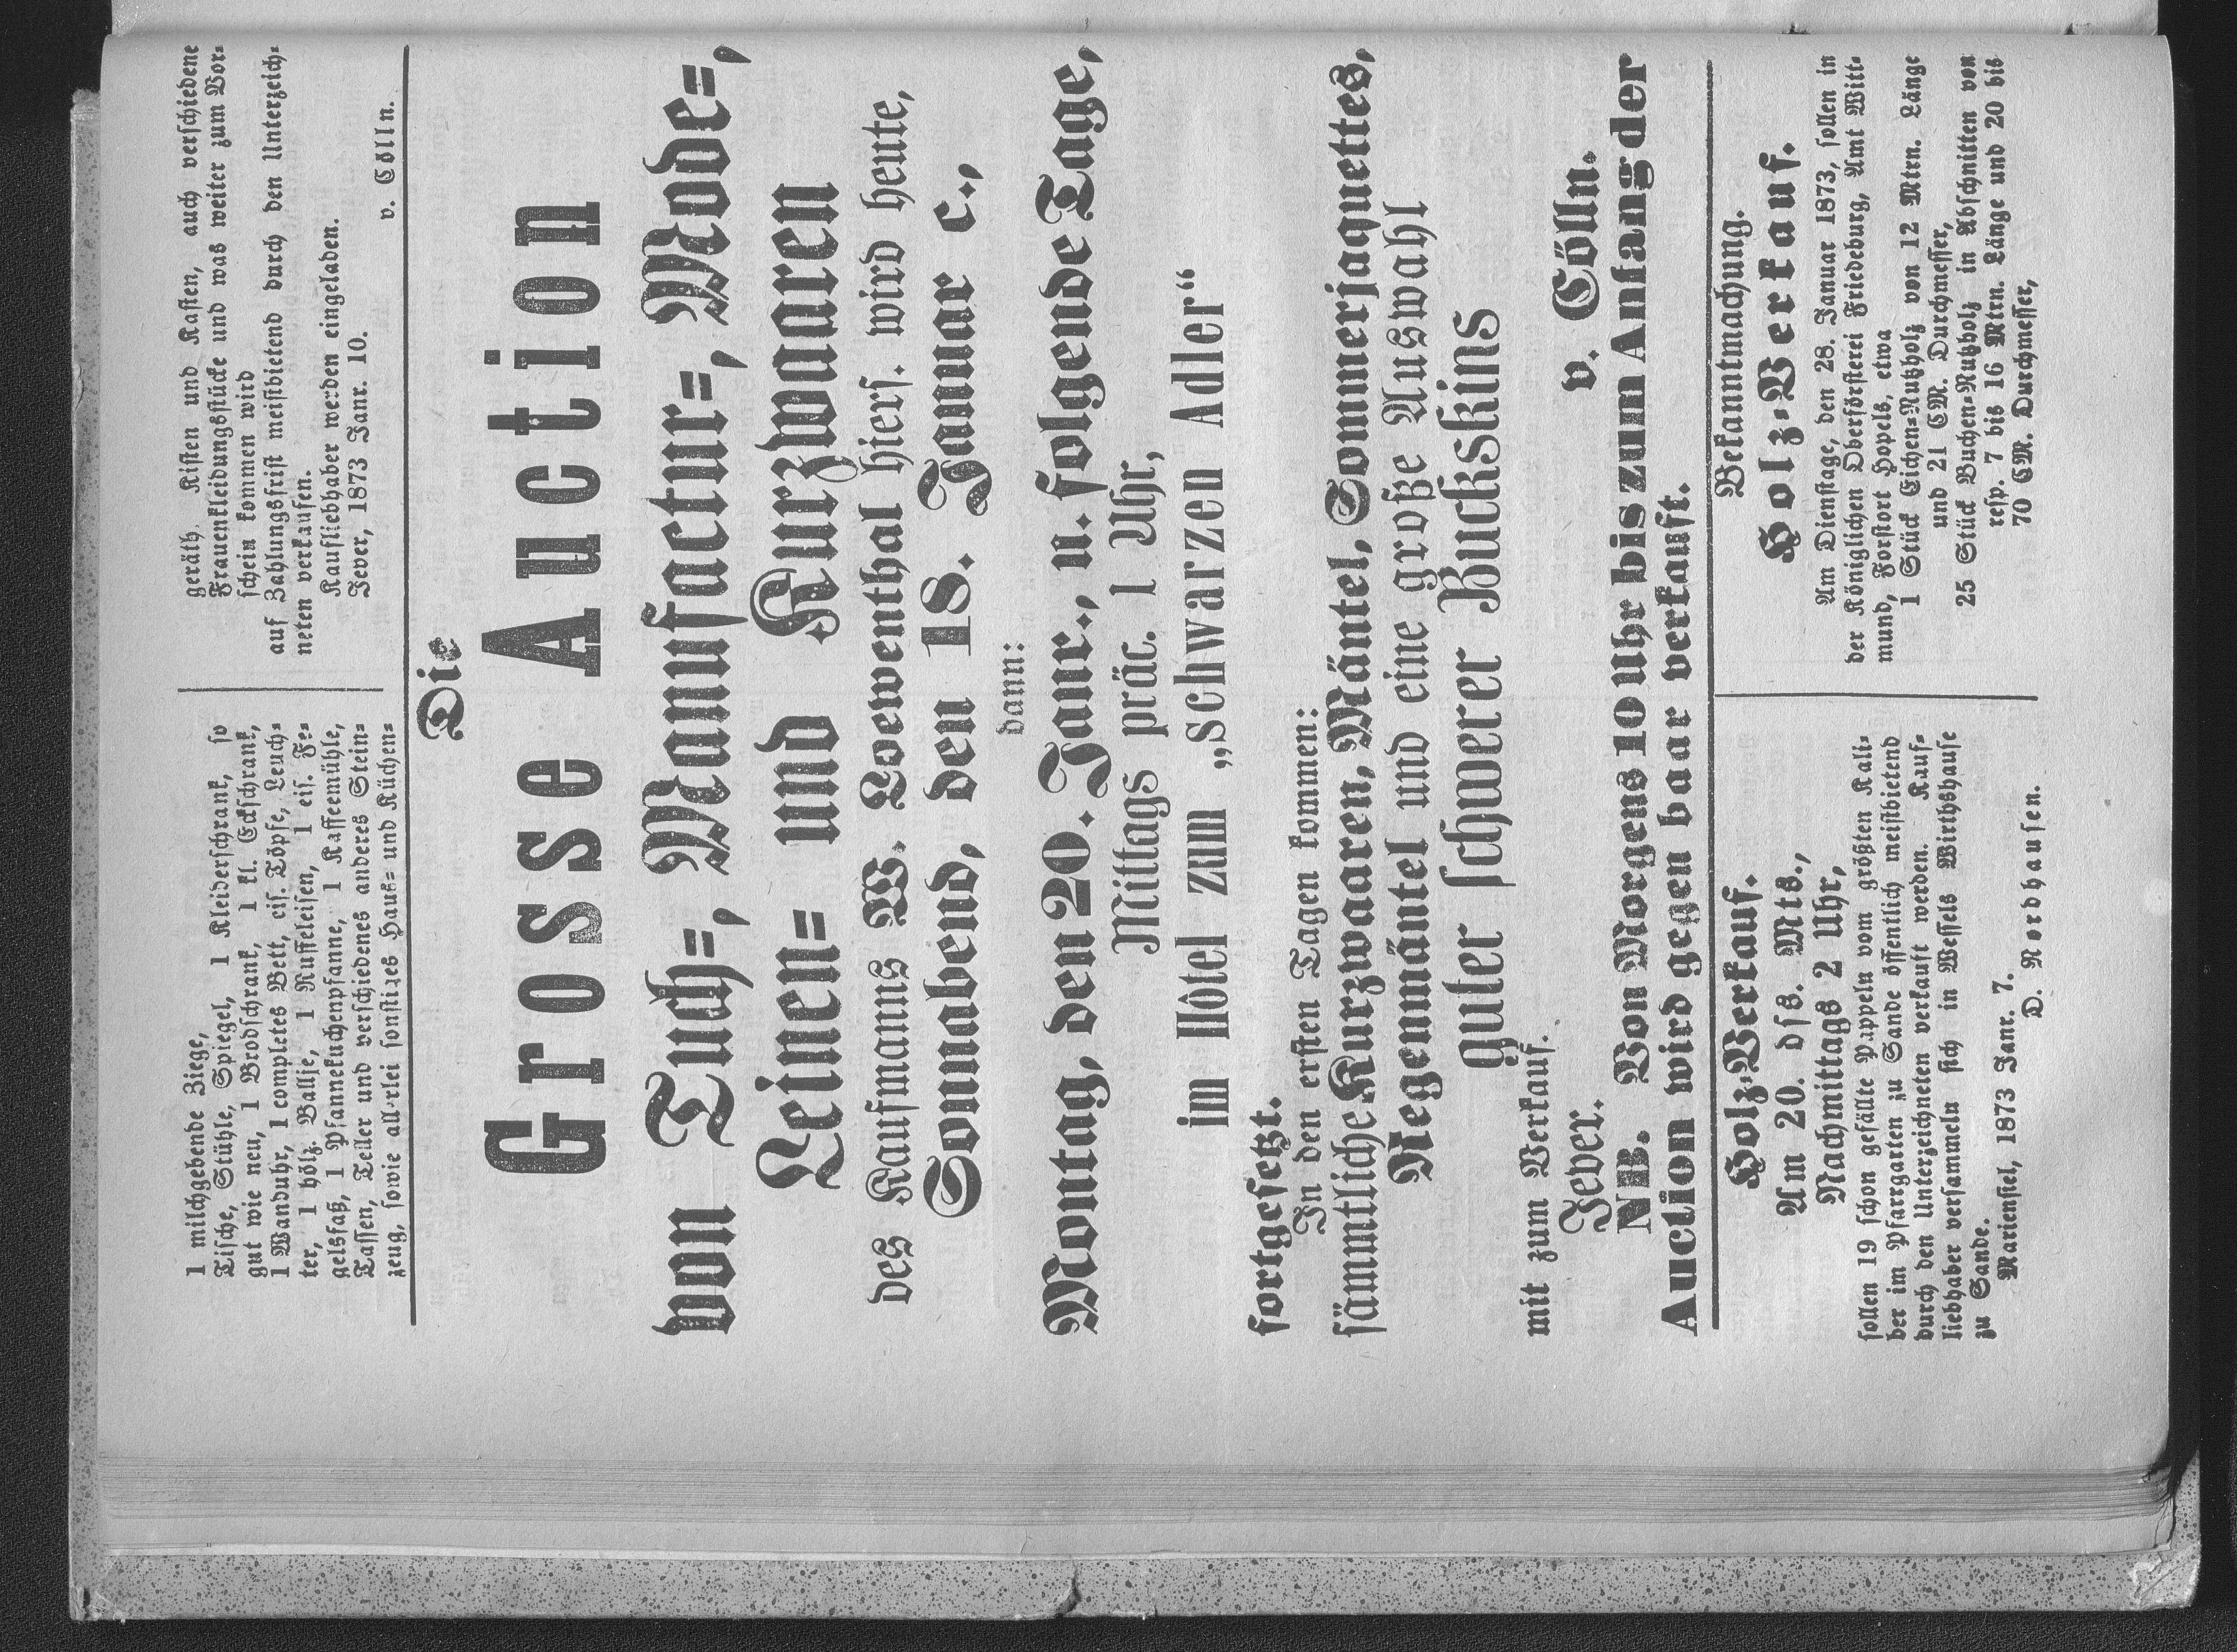 1 milchgebende Ziege,
Tische, Stühle, Spiegel, 1 Kleiderschrank, so
gut wie neu, 1 Brodschrank, 1 kl. Eckschrank,
1 Wanduhr, 1 completes Bett, eis. Töpfe, Leuch-
ter, 1 hölz. Ballje, 1 Nuffeleisen, 1 eis. Fe-
gelsfaß, 1 Pfannekuchenpfanne, 1 Kaffeemühle,
Tassen, Teller und verschiedenes anderes Stein-
zeug, sowie allerlei sonstiges Haus- und Küchen-
geräth, Kisten und Kasten, auch verschiedene
Frauenkleidungsstücke und was weiter zum Vor-
schein kommen wird
auf Zahlungsfrist meistbietend durch den Unterzeich-
neten verkaufen.
Kaufliebhaber werden eingeladen.
Jever, 1873 Janr. 10.
v. Cölln.
Die
Grosse Auction
von Tuch-, Manufactur-, Mode-,
Leinen- und Kurzwaaren
des Kaufmanns W. Loewenthal hiers. wird heute,
Sonnabend, den 18. Januar c.,
dann:
Montag, den 20. Janr., u. folgende Tage,
Mittags präc. 1 Uhr,
im Hôtel zum „schwarzen Adler“
fortgesetzt.
In den ersten Tagen kommen:
sämmtliche Kurzwaaren, Mäntel, Sommerjaquettes,
Regenmäntel und eine große Auswahl
guter schwerer Buckskins
mit zum Verkauf.
Jever.
v. Cölln.
NB. Von Morgens 10 Uhr bis zum Anfang der
Auction wird gegen baar verkauft.
Holz-Verkauf.
Am 20. dss. Mts.,
Nachmittags 2 Uhr,
sollen 19 schon gefällte Pappeln vom größten Kali-
ber im Pfarrgarten zu Sande öffentlich meistbietend
durch den Unterzeichneten verkauft werden. Kauf-
liebhaber versammeln sich in Wessels Wirthshause
zu Sande.
Mariensiel, 1873 Janr. 7.
D. Nordhausen.
Bekanntmachung.
Holz-Verkauf.
Am Dienstage, den 28. Januar 1873, sollen in
der Königlichen Oberförsterei Friedeburg, Amt Witt-
mund, Forstort Hopels, etwa
1 Stück Eichen-Nutzholz von 12 Mtrn. Länge
und 21 CM. Durchmesser,
25 Stück Buchen-Nutzholz in Abschnitten von
resp. 7 bis 16 Mtrn. Länge und 20 bis
70 CM. Durchmesser,